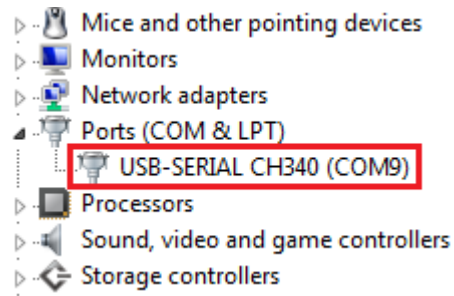 Mice and other pointing devices
Monitors
Network adapters
Ports (COM & LPT)
USB-SERIAL CH340 (COM9)
Processors
Sound, video and game controllers
Storage controllers